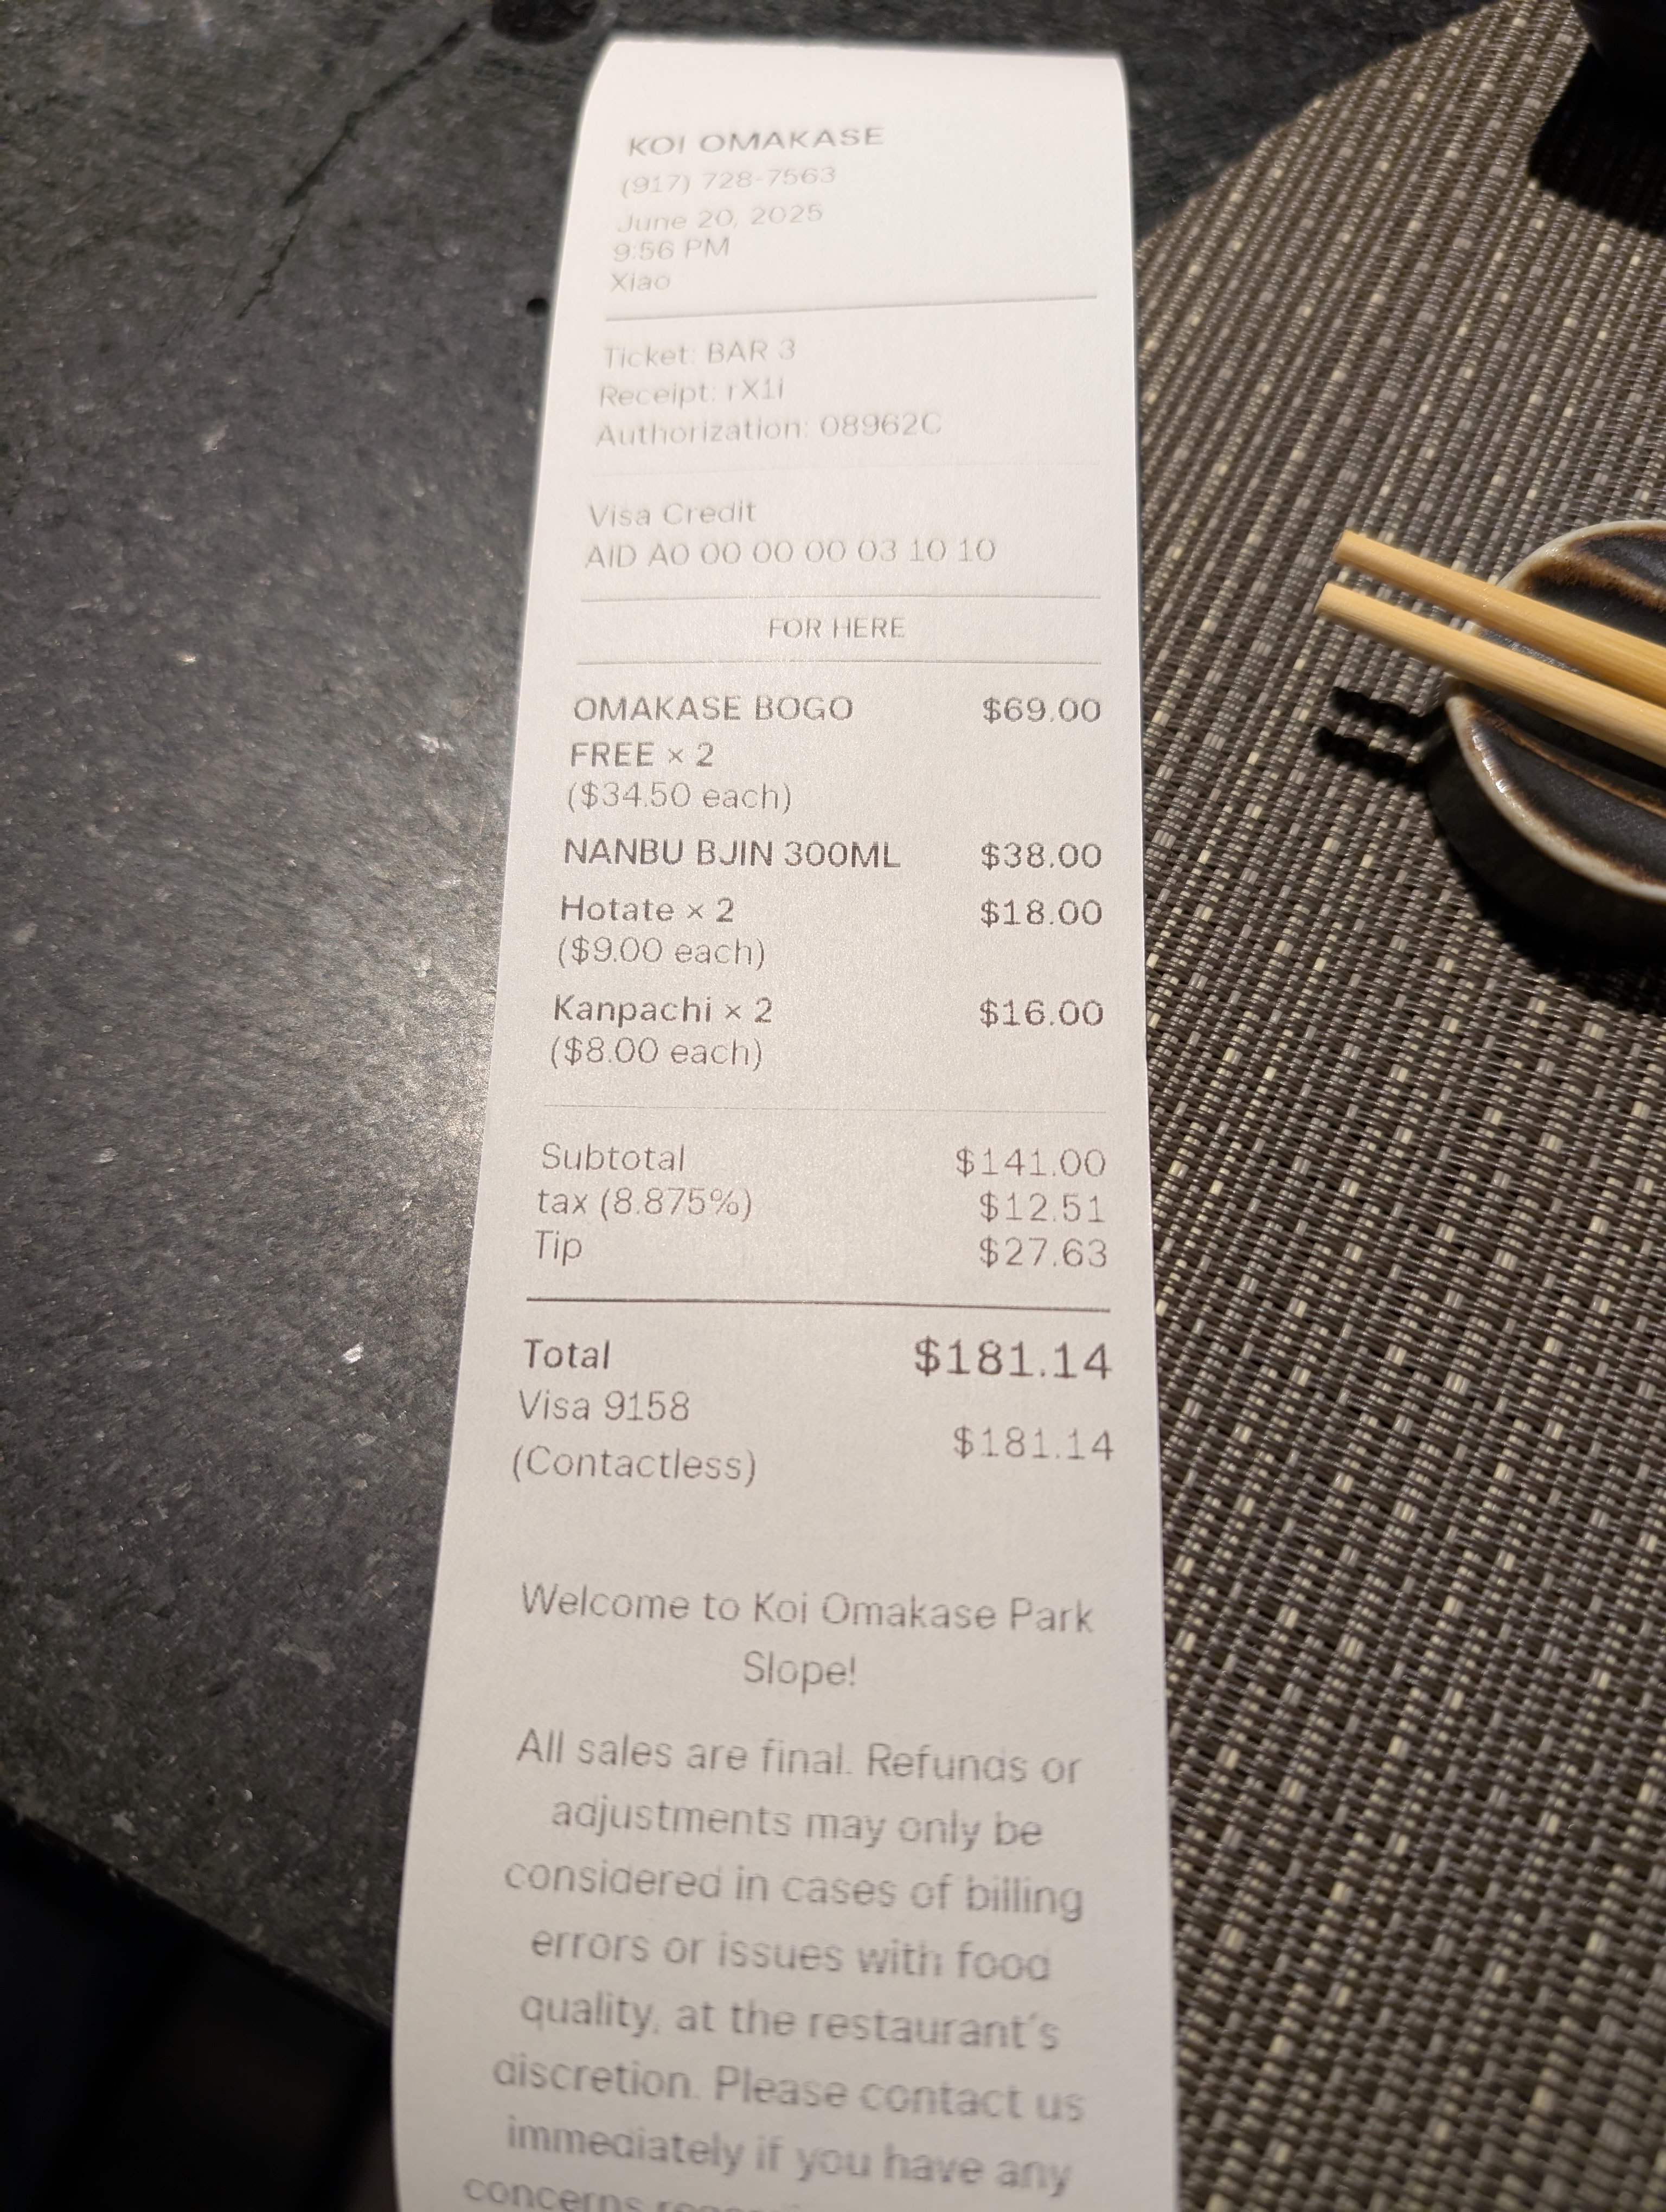 KOI OMAKASE
(917) 728-7563
June 20, 2025
9:56 PM
Xiao
Ticket: BAR 3
Receipt: rX1i
Authorization: 08962C
Visa Credit
AID A0 00 00 00 03 10 10
FOR HERE
OMAKASE BOGO $69.00
FREE × 2
($34.50 each)
NANBU BJIN 300ML $38.00
Hotate × 2 $18.00
($9.00 each)
Kanpachi × 2 $16.00
($8.00 each)
Subtotal $141.00
tax (8.875%) $12.51
Tip $27.63
Total $181.14
Visa 9158
(Contactless) $181.14
Welcome to Koi Omakase Park
Slope!
All sales are final. Refunds or
adjustments may only be
considered in cases of billing
errors or issues with food
quality, at the restaurant's
discretion. Please contact us
immediately if you have any
concerns